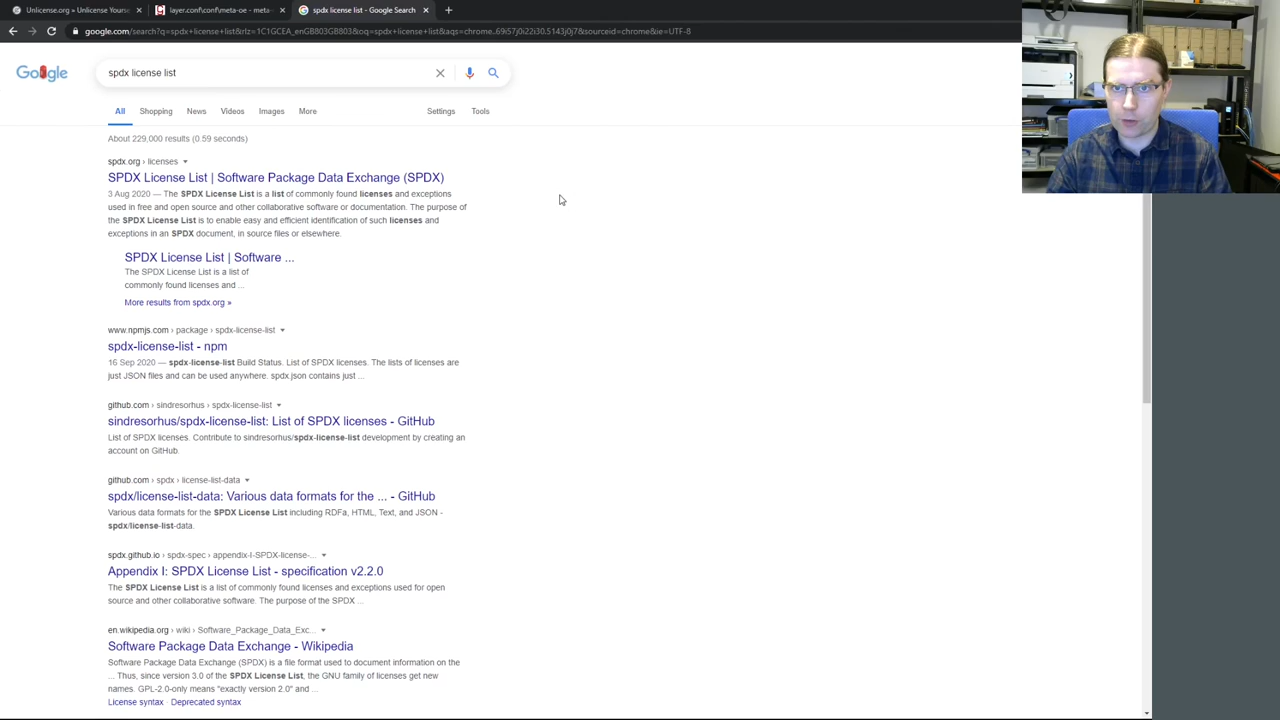 Unlicense.org » Unlicense Yourse
layer.conf\conf\meta-oe - meta-
spdx license list - Google Search
google.com/search?q=spdx+license+list&rlz=1C1GCEA_enGB803GB803&oq=spdx+license+list&aqs=chrome..69i57j0i22i30.5143j0j7&sourceid=chrome&ie=UTF-8
Google
spdx license list
All Shopping News Videos Images More Settings Tools
About 229,000 results (0.59 seconds)
spdx.org › licenses
SPDX License List | Software Package Data Exchange (SPDX)
3 Aug 2020 — The SPDX License List is a list of commonly found licenses and exceptions
used in free and open source and other collaborative software or documentation. The purpose of
the SPDX License List is to enable easy and efficient identification of such licenses and
exceptions in an SPDX document, in source files or elsewhere.
SPDX License List | Software ...
The SPDX License List is a list of
commonly found licenses and ...
More results from spdx.org »
www.npmjs.com › package › spdx-license-list
spdx-license-list - npm
16 Sep 2020 — spdx-license-list Build Status. List of SPDX licenses. The lists of licenses are
just JSON files and can be used anywhere. spdx.json contains just ...
github.com › sindresorhus › spdx-license-list
sindresorhus/spdx-license-list: List of SPDX licenses - GitHub
List of SPDX licenses. Contribute to sindresorhus/spdx-license-list development by creating an
account on GitHub.
github.com › spdx › license-list-data
spdx/license-list-data: Various data formats for the ... - GitHub
Various data formats for the SPDX License List including RDFa, HTML, Text, and JSON -
spdx/license-list-data.
spdx.github.io › spdx-spec › appendix-I-SPDX-license-...
Appendix I: SPDX License List - specification v2.2.0
The SPDX License List is a list of commonly found licenses and exceptions used for open
source and other collaborative software. The purpose of the SPDX ...
en.wikipedia.org › wiki › Software_Package_Data_Exc...
Software Package Data Exchange - Wikipedia
Software Package Data Exchange (SPDX) is a file format used to document information on the
... Thus, since version 3.0 of the SPDX License List, the GNU family of licenses get new
names. GPL-2.0-only means "exactly version 2.0" and ...
License syntax · Deprecated syntax